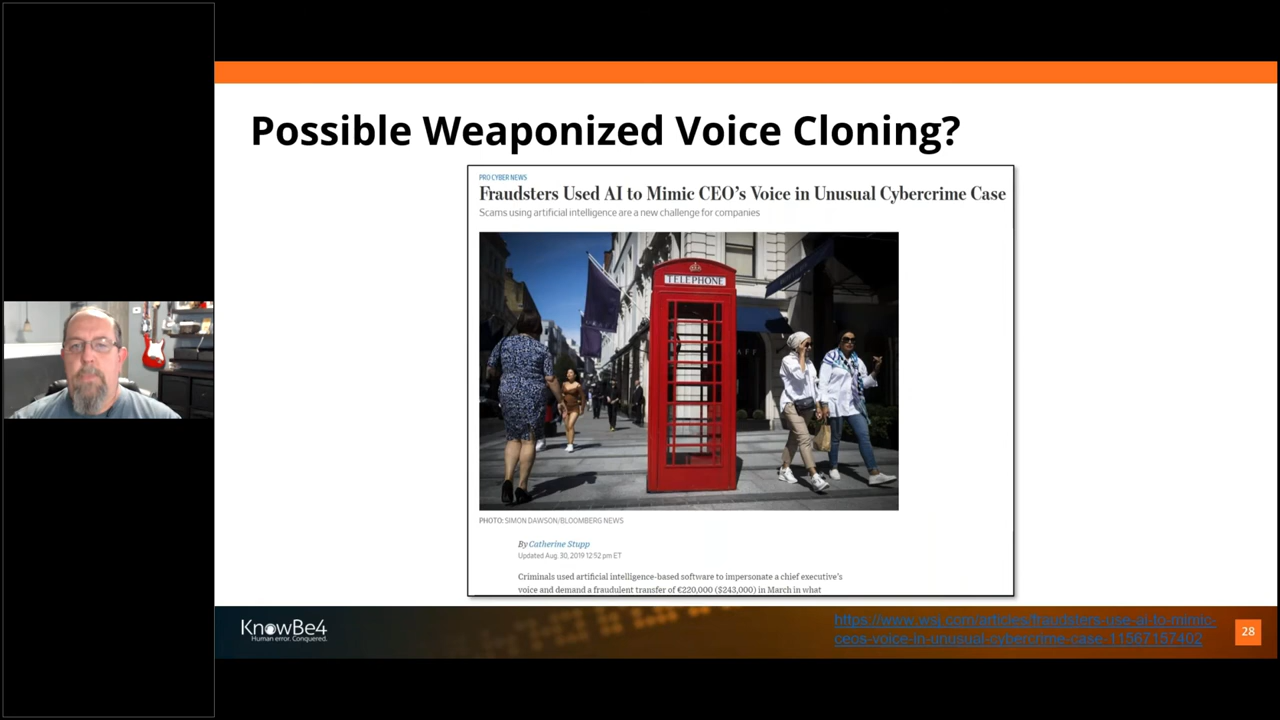 Possible Weaponized Voice Cloning?
PRO CYBER NEWS
Fraudsters Used AI to Mimic CEO's Voice in Unusual Cybercrime Case
Scams using artificial intelligence are a new challenge for companies
TELEPHONE
PHOTO: SIMON DAWSON/BLOOMBERG NEWS
By Catherine Stupp
Updated Aug. 30, 2019 12:52 pm ET
Criminals used artificial intelligence-based software to impersonate a chief executive's
voice and demand a fraudulent transfer of €220,000 ($243,000) in March in what
KnowBe4
Human error. Conquered.
https://www.wsj.com/articles/fraudsters-use-ai-to-mimic-
ceos-voice-in-unusual-cybercrime-case-11567157402
28